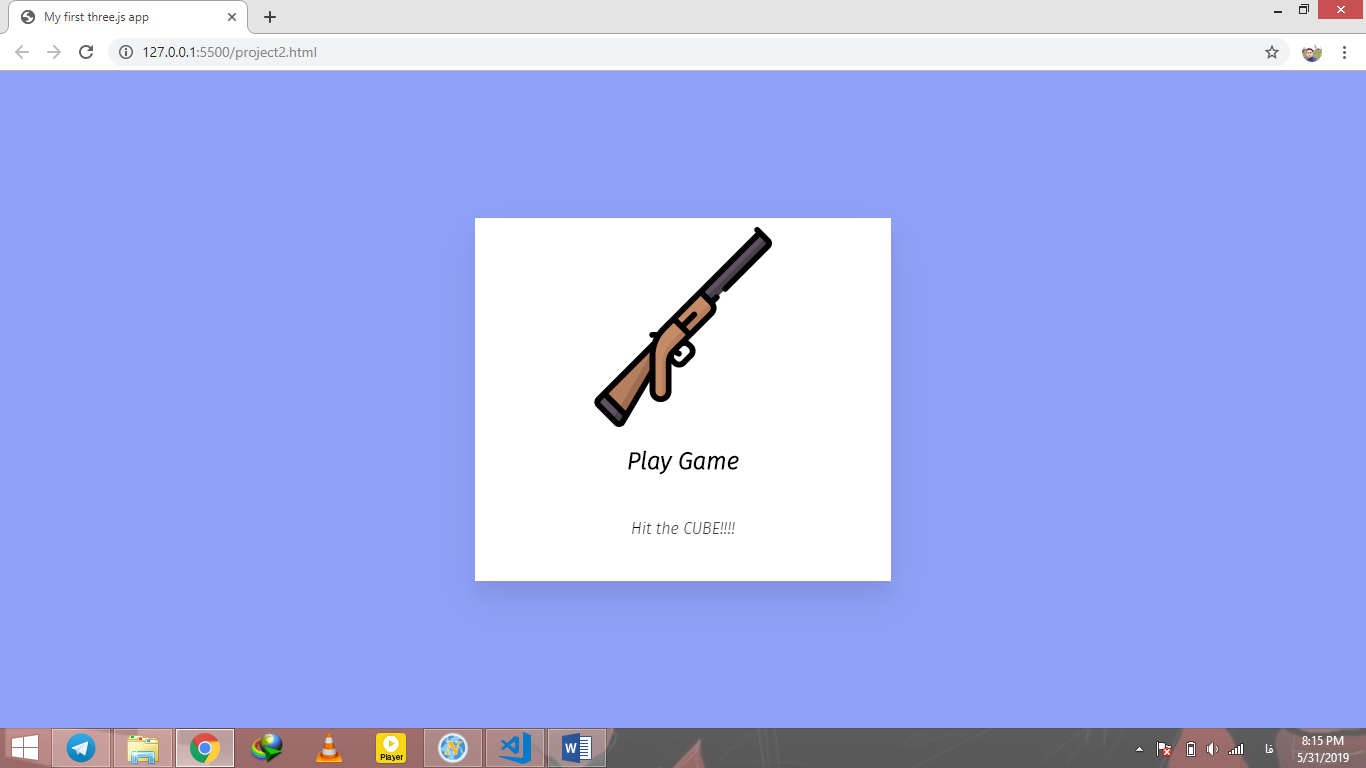 My first three.js app
127.0.0.1:5500/project2.html
Play Game
Hit the CUBE!!!!
Player
N
W
فا
8:15 PM
5/31/2019